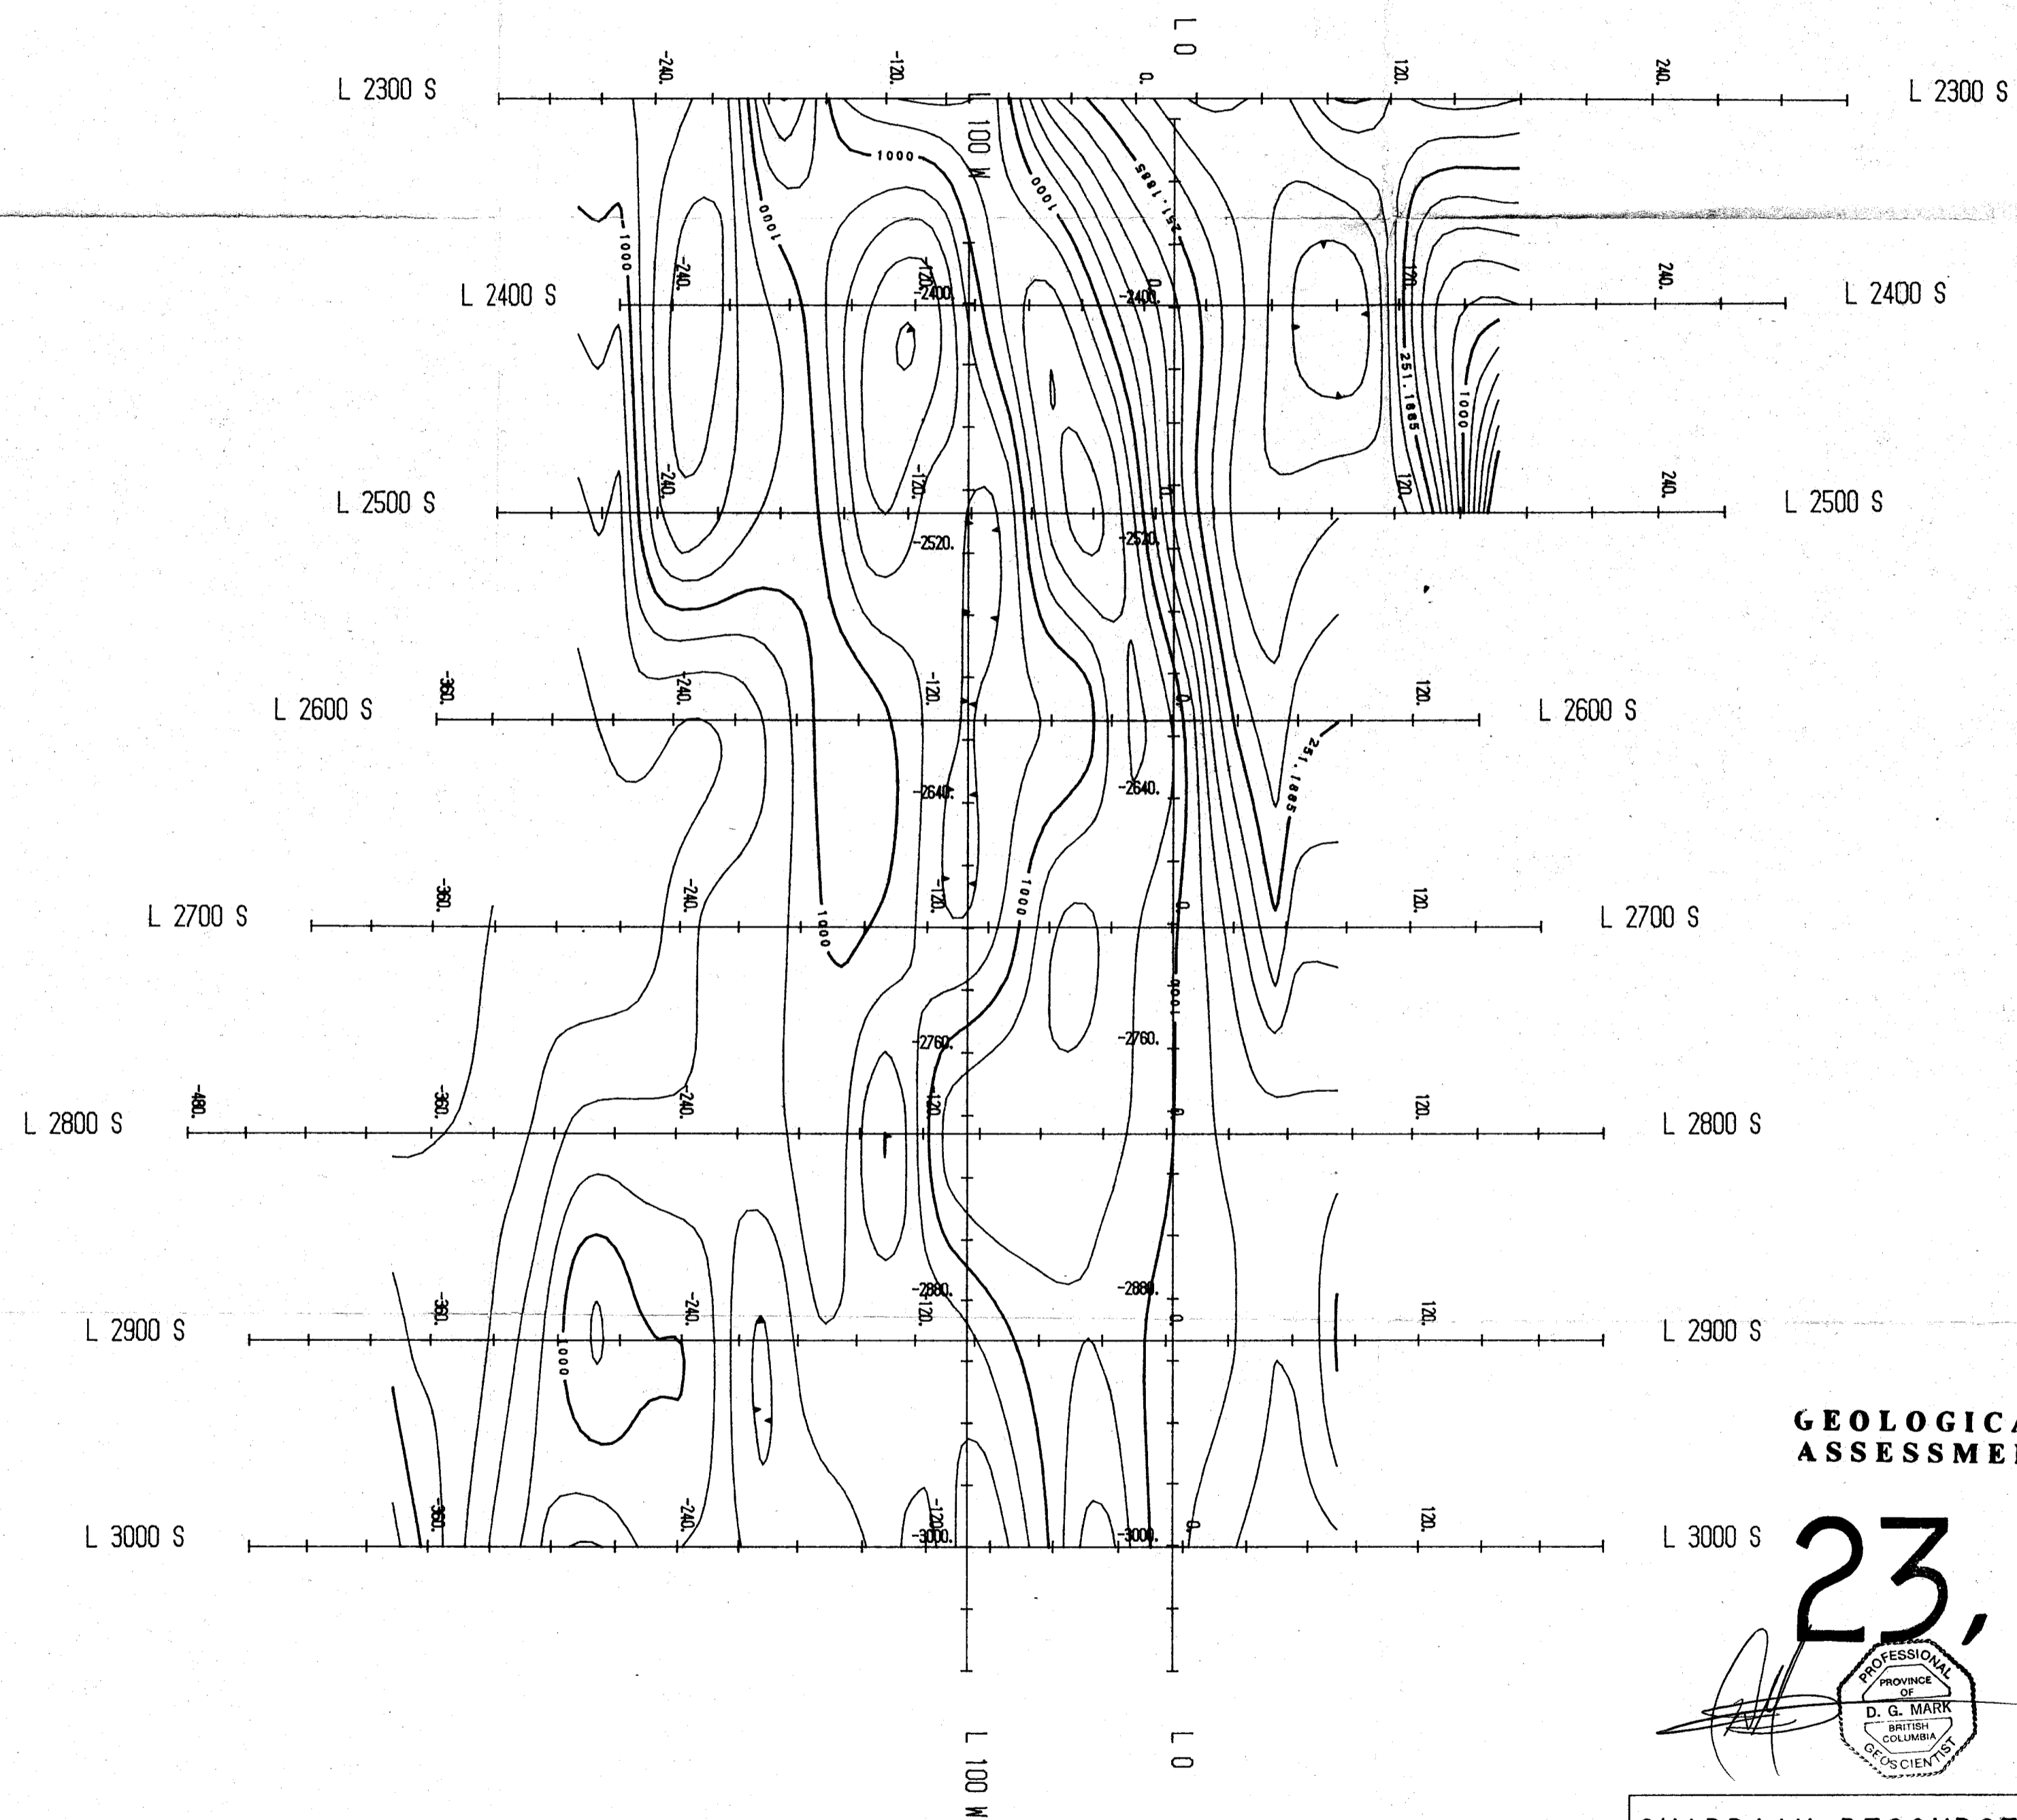 L 0
-240.
-120.
0.
120.
240.
L 2300 S
L 2300 S
100 W
1000
1000
1000
1000
251.1885
-240.
-120.
0.
120.
240.
L 2400 S
-2400.
-2400.
L 2400 S
251.1885
1000
-240.
-120.
0.
120.
240.
L 2500 S
L 2500 S
-2520.
-2520.
-360.
-240.
-120.
0.
120.
L 2600 S
L 2600 S
251.1885
-2640.
-2640.
1000
1000
-360.
-240.
-120.
0.
120.
L 2700 S
L 2700 S
1000
-2760.
-2760.
-480.
-360.
-240.
-120.
0.
120.
L 2800 S
L 2800 S
-2880.
-2880.
-360.
-240.
-120.
0.
120.
L 2900 S
L 2900 S
1000
GEOLOGICA
ASSESSME
-360.
-240.
-120.
0.
120.
L 3000 S
-3000.
-3000.
L 3000 S
23,
PROFESSIONAL
PROVINCE
OF
D. G. MARK
BRITISH
COLUMBIA
GEOSCIENTIST
L 100 W
L 0